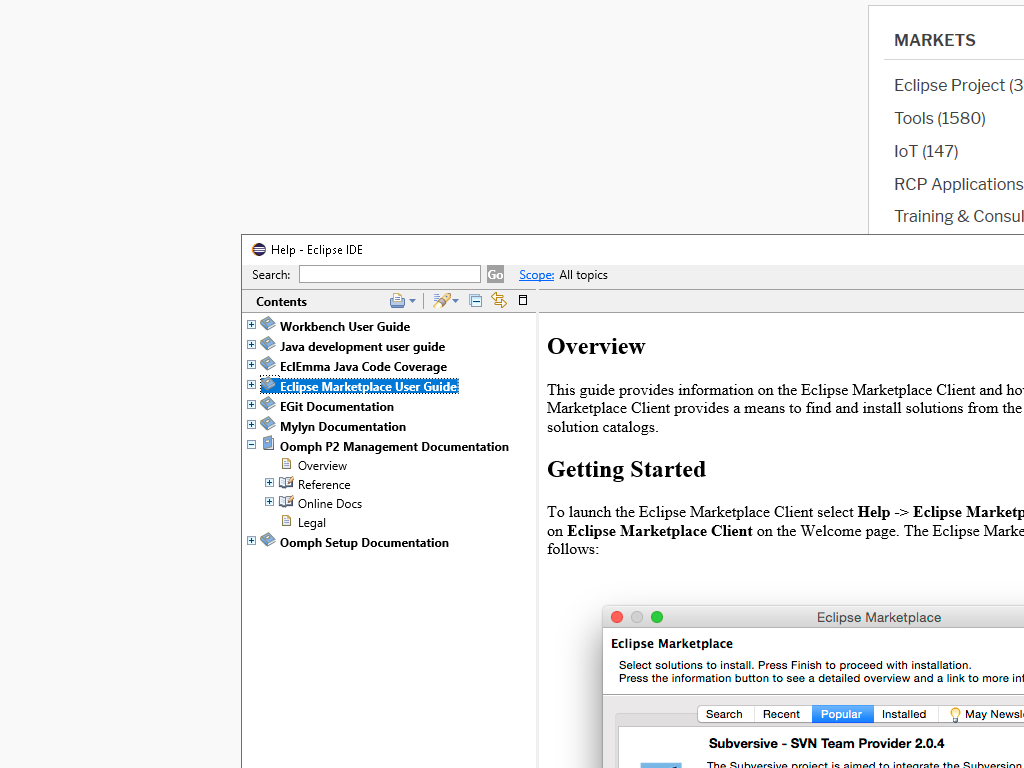 MARKETS
Eclipse Project (3
Tools (1580)
IoT (147)
RCP Applications
Training & Consul
Help - Eclipse IDE
Search:
Go
Scope: All topics
Contents
Workbench User Guide
Java development user guide
EclEmma Java Code Coverage
Eclipse Marketplace User Guide
EGit Documentation
Mylyn Documentation
Oomph P2 Management Documentation
Overview
Reference
Online Docs
Legal
Oomph Setup Documentation
Overview
This guide provides information on the Eclipse Marketplace Client and ho
Marketplace Client provides a means to find and install solutions from the
solution catalogs.
Getting Started
To launch the Eclipse Marketplace Client select Help -> Eclipse Marketp
on Eclipse Marketplace Client on the Welcome page. The Eclipse Marke
follows:
Eclipse Marketplace
Eclipse Marketplace
Select solutions to install. Press Finish to proceed with installation.
Press the information button to see a detailed overview and a link to more inf
Search Recent Popular Installed May Newsle
Subversive - SVN Team Provider 2.0.4
The Subversive project is aimed to integrate the Subversion